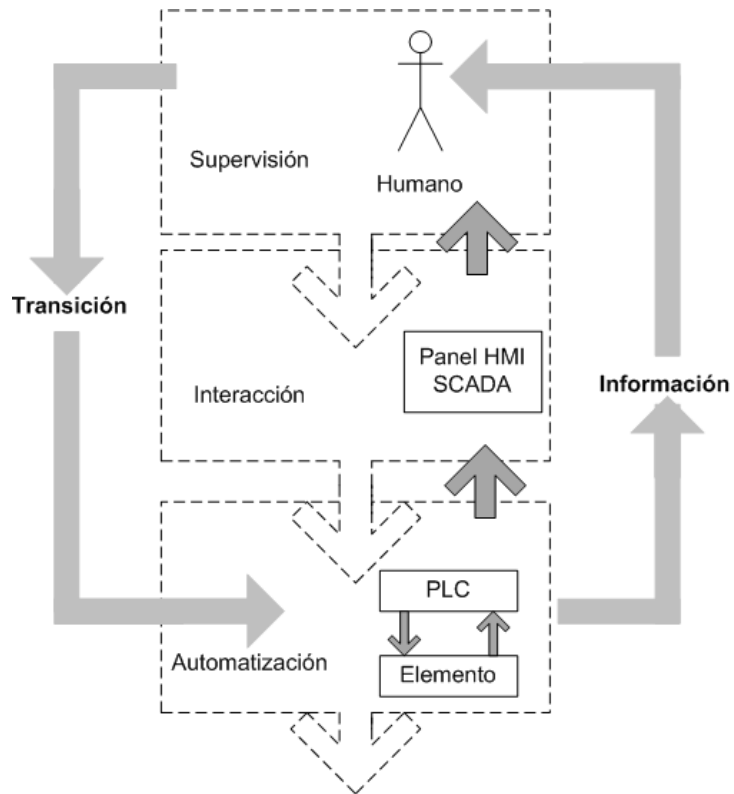 Supervisión
Humano
Transición
Panel HMI
SCADA
Interacción
Información
PLC
Automatización
Elemento